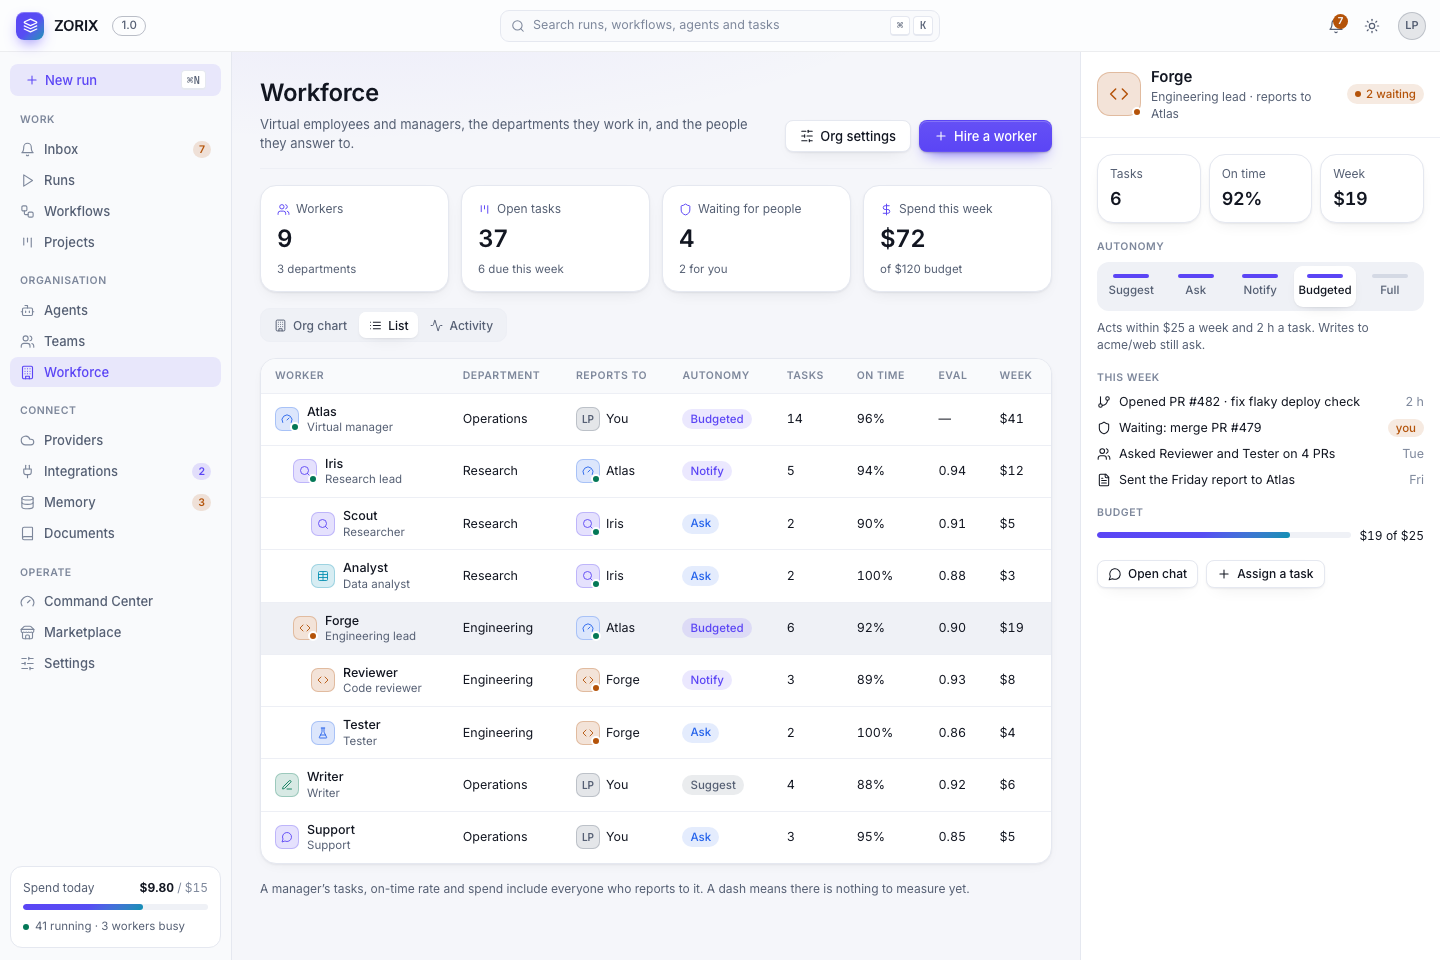 ZORIX 1.0
Search runs, workflows, agents and tasks
⌘ K
7
LP
New run ⌘N
WORK
Inbox 7
Runs
Workflows
Projects
ORGANISATION
Agents
Teams
Workforce
CONNECT
Providers
Integrations 2
Memory 3
Documents
OPERATE
Command Center
Marketplace
Settings
Spend today $9.80 / $15
41 running · 3 workers busy
Workforce
Virtual employees and managers, the departments they work in, and the people
they answer to.
Org settings
Hire a worker
Workers
9
3 departments
Open tasks
37
6 due this week
Waiting for people
4
2 for you
Spend this week
$72
of $120 budget
Org chart List Activity
WORKER DEPARTMENT REPORTS TO AUTONOMY TASKS ON TIME EVAL WEEK
Atlas
Virtual manager
Operations LP You Budgeted 14 96% — $41
Iris
Research lead
Research Atlas Notify 5 94% 0.94 $12
Scout
Researcher
Research Iris Ask 2 90% 0.91 $5
Analyst
Data analyst
Research Iris Ask 2 100% 0.88 $3
Forge
Engineering lead
Engineering Atlas Budgeted 6 92% 0.90 $19
Reviewer
Code reviewer
Engineering Forge Notify 3 89% 0.93 $8
Tester
Tester
Engineering Forge Ask 2 100% 0.86 $4
Writer
Writer
Operations LP You Suggest 4 88% 0.92 $6
Support
Support
Operations LP You Ask 3 95% 0.85 $5
A manager’s tasks, on-time rate and spend include everyone who reports to it. A dash means there is nothing to measure yet.
Forge
Engineering lead · reports to
Atlas
2 waiting
Tasks
6
On time
92%
Week
$19
AUTONOMY
Suggest Ask Notify Budgeted Full
Acts within $25 a week and 2 h a task. Writes to
acme/web still ask.
THIS WEEK
Opened PR #482 · fix flaky deploy check 2 h
Waiting: merge PR #479 you
Asked Reviewer and Tester on 4 PRs Tue
Sent the Friday report to Atlas Fri
BUDGET
$19 of $25
Open chat
Assign a task